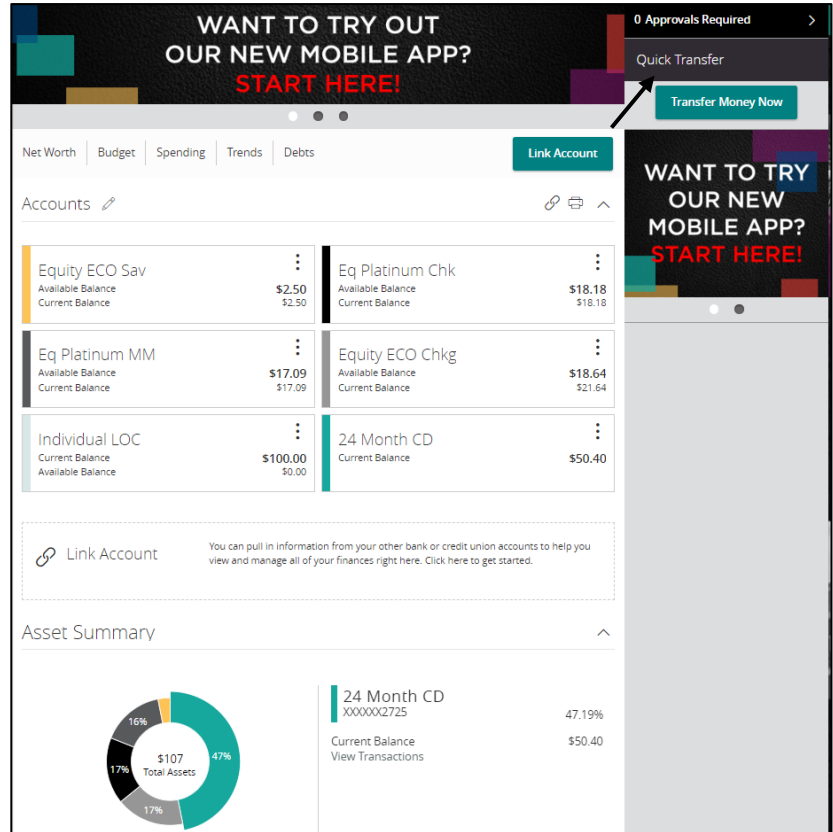 WANT TO TRY OUT
OUR NEW MOBILE APP?
START HERE!
0 Approvals Required
Quick Transfer
Transfer Money Now
WANT TO TRY
OUR NEW
MOBILE APP?
START HERE!
Net Worth
Budget
Spending
Trends
Debts
Link Account
Accounts
Equity ECO Sav
Available Balance $2.50
Current Balance $2.50
Eq Platinum Chk
Available Balance $18.18
Current Balance $18.18
Eq Platinum MM
Available Balance $17.09
Current Balance $17.09
Equity ECO Chkg
Available Balance $18.64
Current Balance $21.64
Individual LOC
Current Balance $100.00
Available Balance $0.00
24 Month CD
Current Balance $50.40
Link Account
You can pull in information from your other bank or credit union accounts to help you
view and manage all of your finances right here. Click here to get started.
Asset Summary
16%
17%
17%
47%
$107
Total Assets
24 Month CD
XXXXXX2725 47.19%
Current Balance $50.40
View Transactions